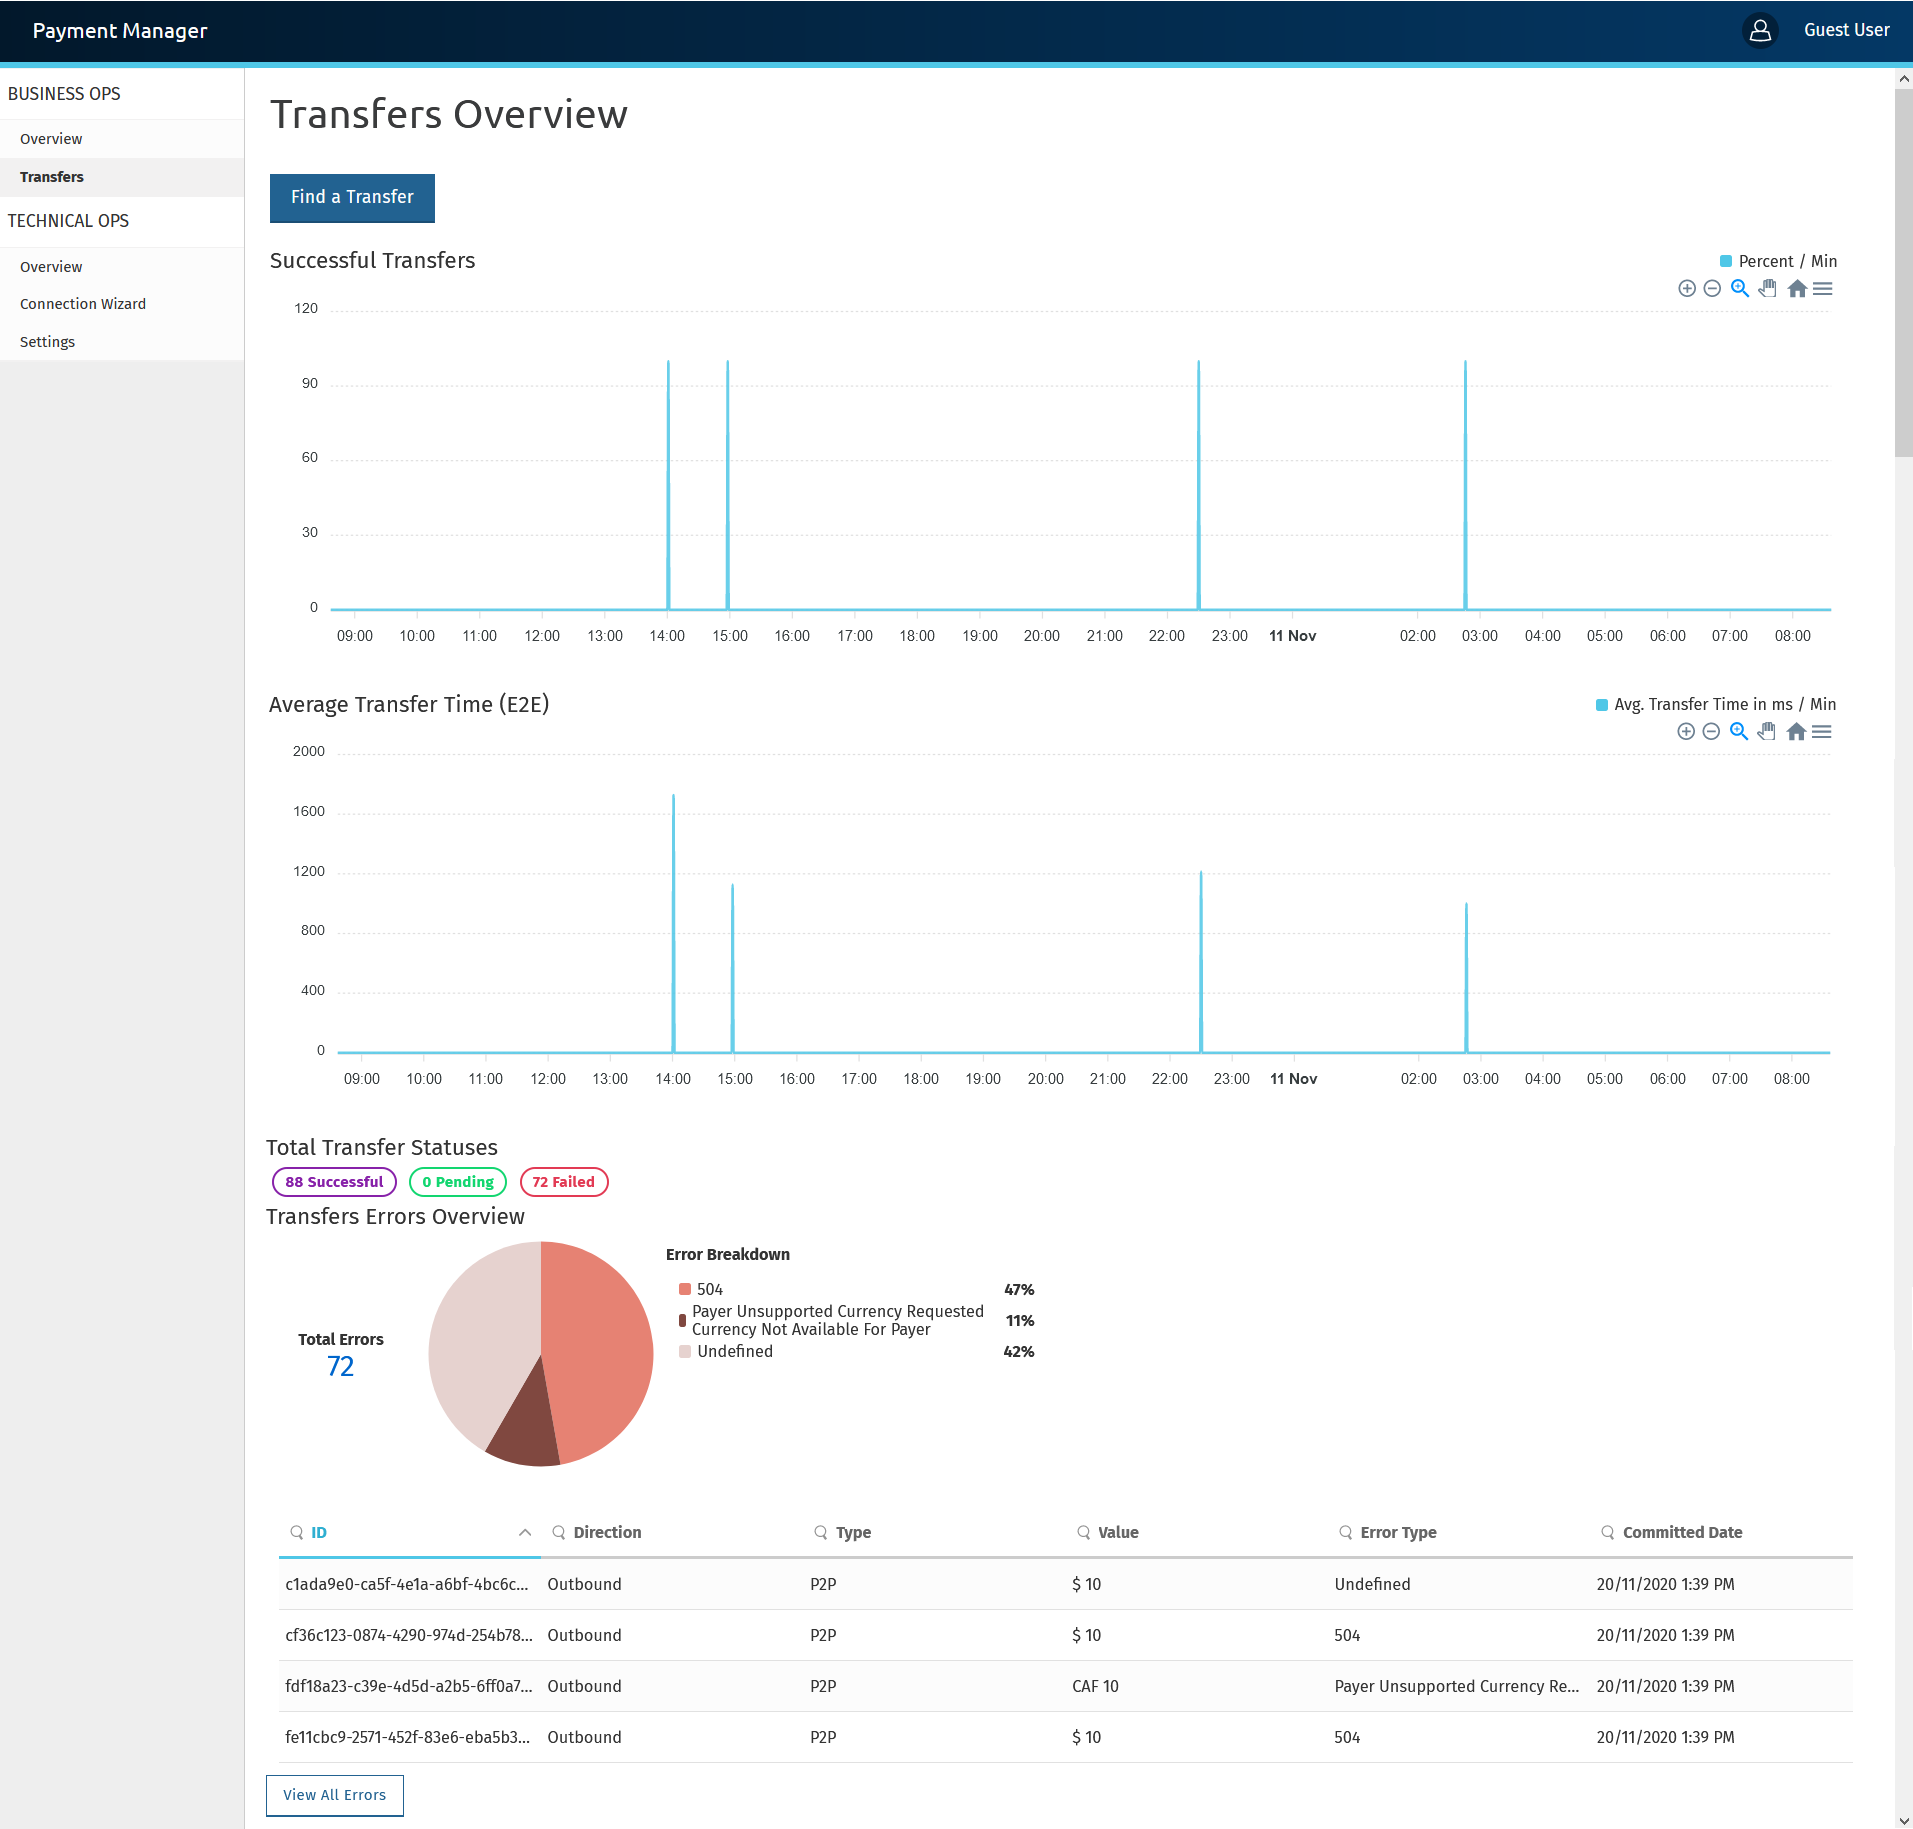 Payment Manager
Guest User
BUSINESS OPS
Overview
Transfers
TECHNICAL OPS
Overview
Connection Wizard
Settings
Transfers Overview
Find a Transfer
Successful Transfers
Percent / Min
120
90
60
30
0
09:00 10:00 11:00 12:00 13:00 14:00 15:00 16:00 17:00 18:00 19:00 20:00 21:00 22:00 23:00 11 Nov 02:00 03:00 04:00 05:00 06:00 07:00 08:00
Average Transfer Time (E2E)
Avg. Transfer Time in ms / Min
2000
1600
1200
800
400
0
09:00 10:00 11:00 12:00 13:00 14:00 15:00 16:00 17:00 18:00 19:00 20:00 21:00 22:00 23:00 11 Nov 02:00 03:00 04:00 05:00 06:00 07:00 08:00
Total Transfer Statuses
88 Successful 0 Pending 72 Failed
Transfers Errors Overview
Total Errors
72
Error Breakdown
504 47%
Payer Unsupported Currency Requested
Currency Not Available For Payer 11%
Undefined 42%
ID Direction Type Value Error Type Committed Date
c1ada9e0-ca5f-4e1a-a6bf-4bc6c... Outbound P2P $ 10 Undefined 20/11/2020 1:39 PM
cf36c123-0874-4290-974d-254b78... Outbound P2P $ 10 504 20/11/2020 1:39 PM
fdf18a23-c39e-4d5d-a2b5-6ff0a7... Outbound P2P CAF 10 Payer Unsupported Currency Re... 20/11/2020 1:39 PM
fe11cbc9-2571-452f-83e6-eba5b3... Outbound P2P $ 10 504 20/11/2020 1:39 PM
View All Errors